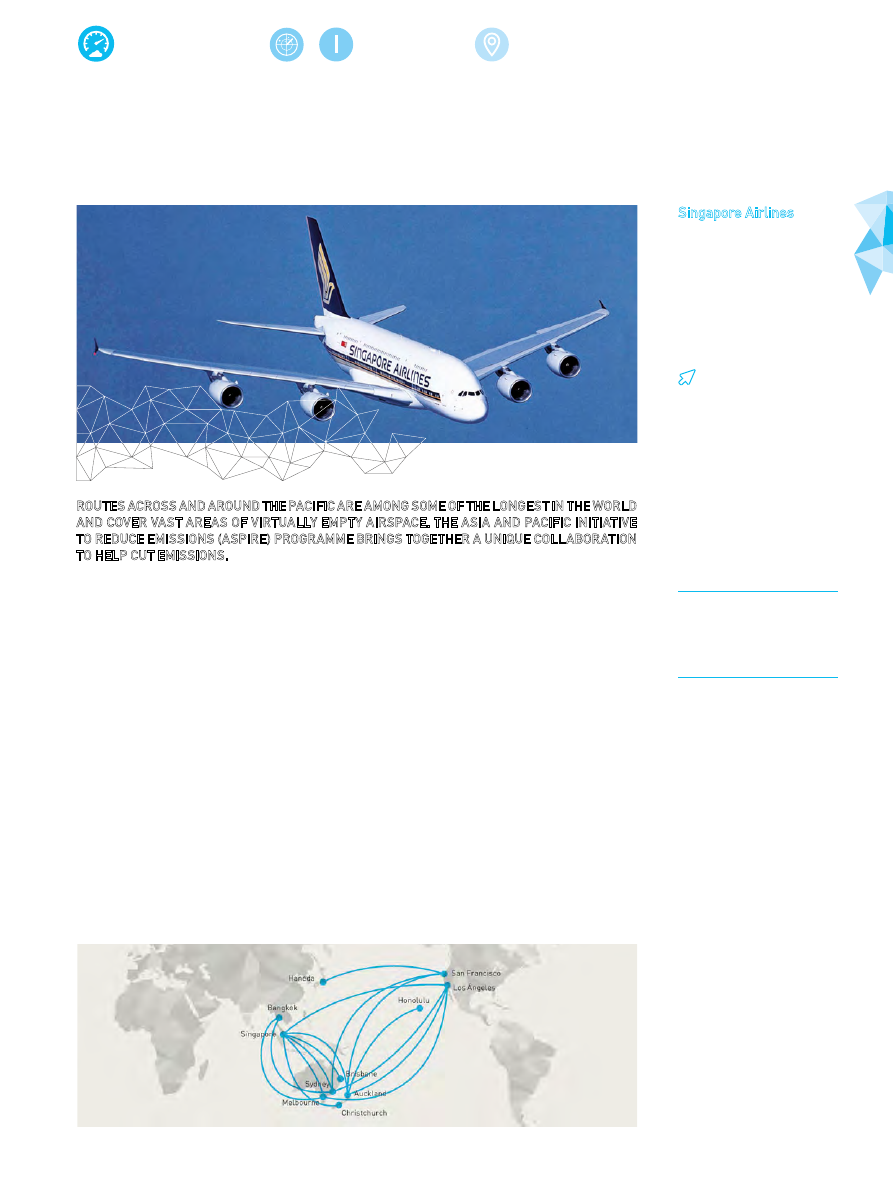 Singapore Airlines
SINGAPORE AIRLINES
ROUTES ACROSS AND AROUND THE PACIFIC ARE AMONG SOME OF THE LONGEST IN THE WORLD
AND COVER VAST AREAS OF VIRTUALLY EMPTY AIRSPACE. THE ASIA AND PACIFIC INITIATIVE
TO REDUCE EMISSIONS (ASPIRE) PROGRAMME BRINGS TOGETHER A UNIQUE COLLABORATION
TO HELP CUT EMISSIONS.
San Francisco
Haneda
Los Angeles
Honolulu
Bangkok
Singapore
Brisbane
Sydney
Auckland
Melbourne
Christchurch